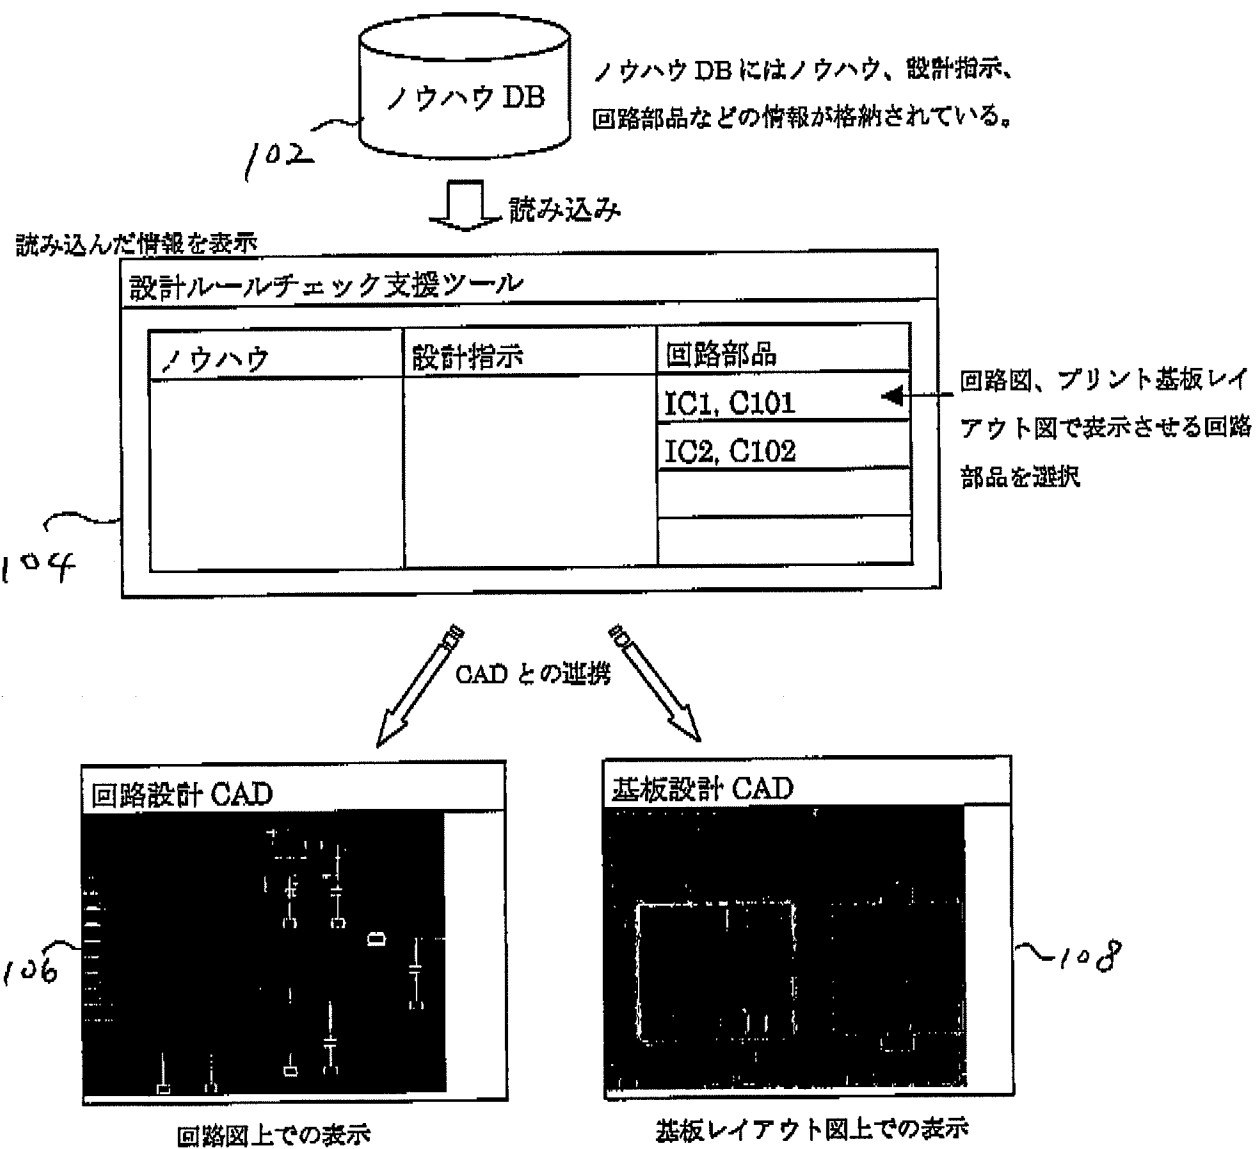 ノウハウ DB
ノウハウ DB にはノウハウ、設計指示、
回路部品などの情報が格納されている。
102
読み込み
読み込んだ情報を表示
設計ルールチェック支援ツール
ノウハウ
設計指示
回路部品
IC1, C101
IC2, C102
回路図、プリント基板レイ
アウト図で表示させる回路
部品を選択
104
CAD との連携
回路設計 CAD
基板設計 CAD
106
108
回路図上での表示
基板レイアウト図上での表示